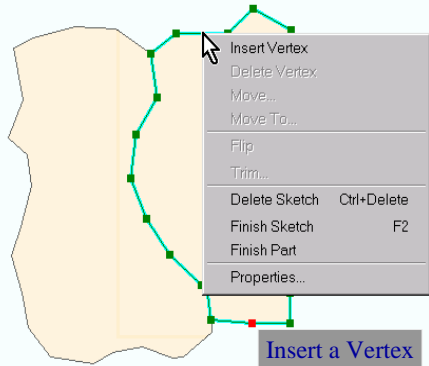 Insert Vertex
Delete Vertex
Move...
Move To...
Flip
Trim...
Delete Sketch Ctrl+Delete
Finish Sketch F2
Finish Part
Properties...
Insert a Vertex